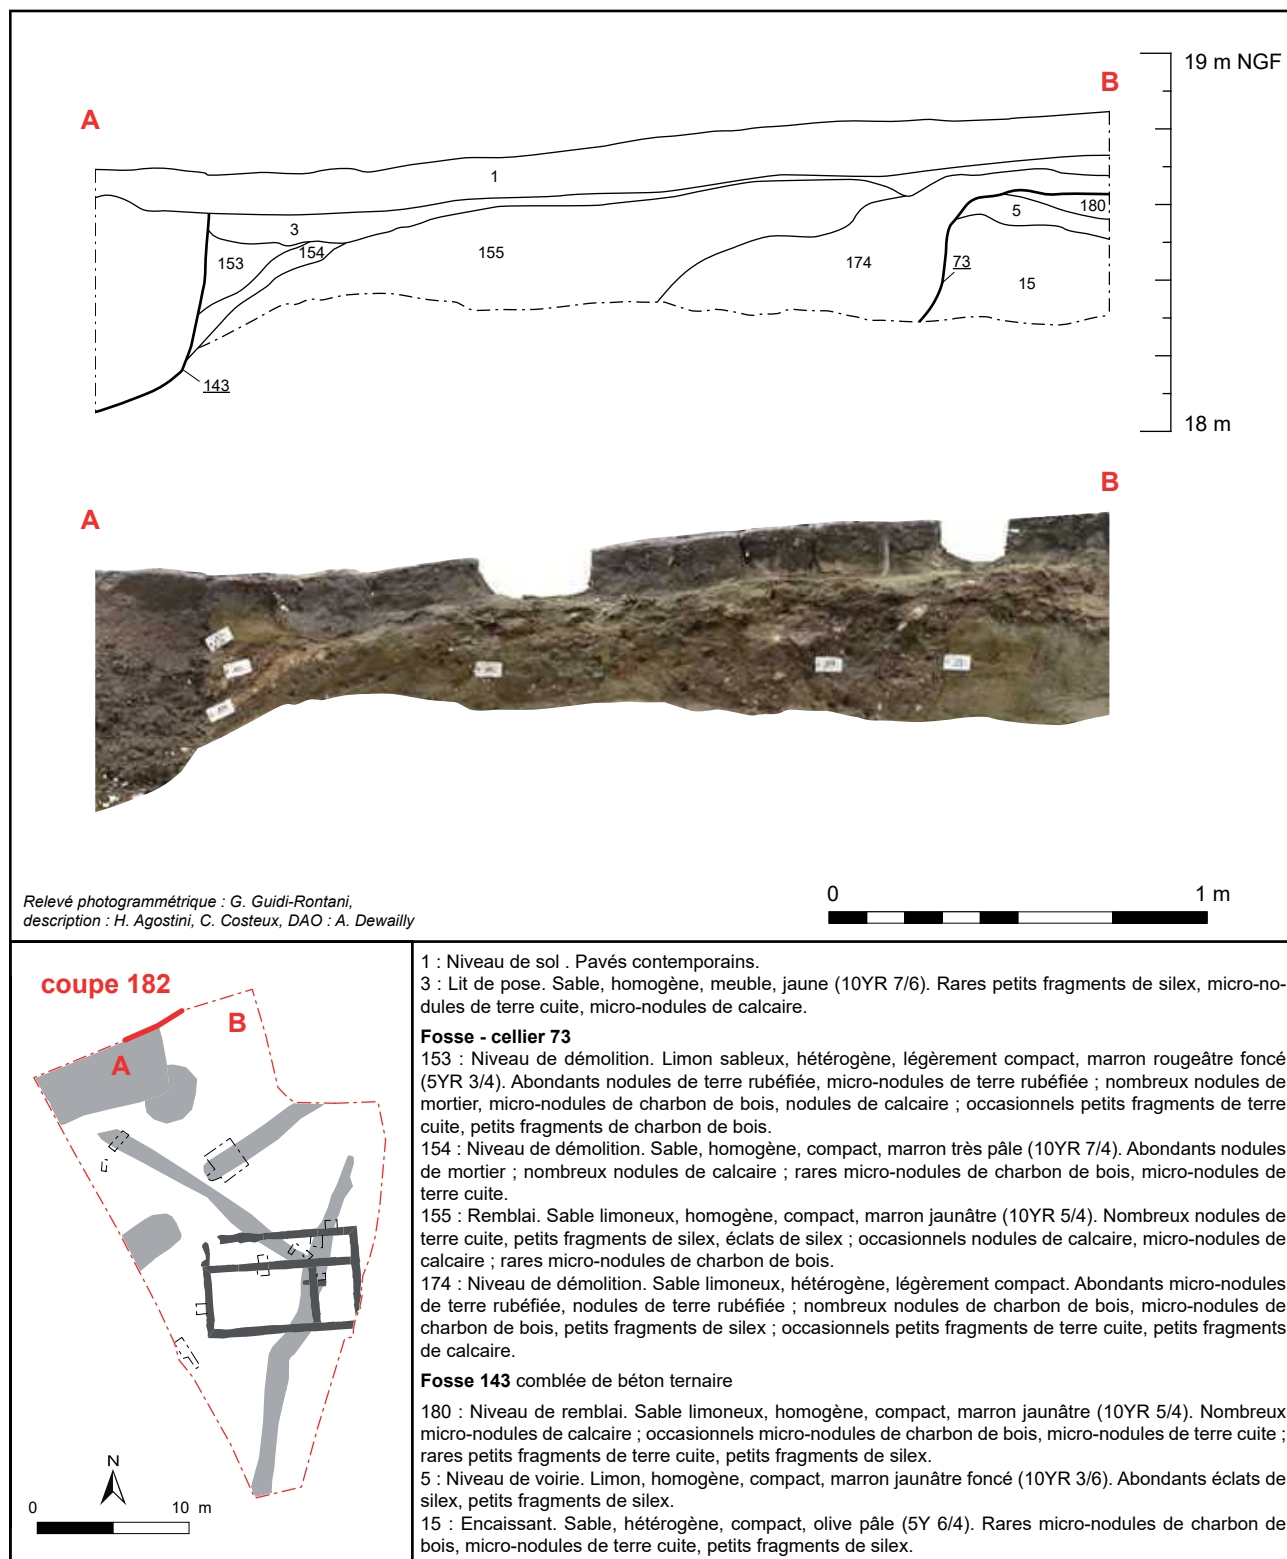 19 m NGF
B
A
1
3
180
5
153
154
155
174
73
15
143
18 m
B
A
Relevé photogrammétrique : G. Guidi-Rontani,
description : H. Agostini, C. Costeux, DAO : A. Dewailly
0
1 m
coupe 182
B
A
N
0
10 m
1 : Niveau de sol . Pavés contemporains.
3 : Lit de pose. Sable, homogène, meuble, jaune (10YR 7/6). Rares petits fragments de silex, micro-no-
dules de terre cuite, micro-nodules de calcaire.
Fosse - cellier 73
153 : Niveau de démolition. Limon sableux, hétérogène, légèrement compact, marron rougeâtre foncé
(5YR 3/4). Abondants nodules de terre rubéfiée, micro-nodules de terre rubéfiée ; nombreux nodules de
mortier, micro-nodules de charbon de bois, nodules de calcaire ; occasionnels petits fragments de terre
cuite, petits fragments de charbon de bois.
154 : Niveau de démolition. Sable, homogène, compact, marron très pâle (10YR 7/4). Abondants nodules
de mortier ; nombreux nodules de calcaire ; rares micro-nodules de charbon de bois, micro-nodules de
terre cuite.
155 : Remblai. Sable limoneux, homogène, compact, marron jaunâtre (10YR 5/4). Nombreux nodules de
terre cuite, petits fragments de silex, éclats de silex ; occasionnels nodules de calcaire, micro-nodules de
calcaire ; rares micro-nodules de charbon de bois.
174 : Niveau de démolition. Sable limoneux, hétérogène, légèrement compact. Abondants micro-nodules
de terre rubéfiée, nodules de terre rubéfiée ; nombreux nodules de charbon de bois, micro-nodules de
charbon de bois, petits fragments de silex ; occasionnels petits fragments de terre cuite, petits fragments
de calcaire.
Fosse 143 comblée de béton ternaire
180 : Niveau de remblai. Sable limoneux, homogène, compact, marron jaunâtre (10YR 5/4). Nombreux
micro-nodules de calcaire ; occasionnels micro-nodules de charbon de bois, micro-nodules de terre cuite ;
rares petits fragments de terre cuite, petits fragments de silex.
5 : Niveau de voirie. Limon, homogène, compact, marron jaunâtre foncé (10YR 3/6). Abondants éclats de
silex, petits fragments de silex.
15 : Encaissant. Sable, hétérogène, compact, olive pâle (5Y 6/4). Rares micro-nodules de charbon de
bois, micro-nodules de terre cuite, petits fragments de silex.